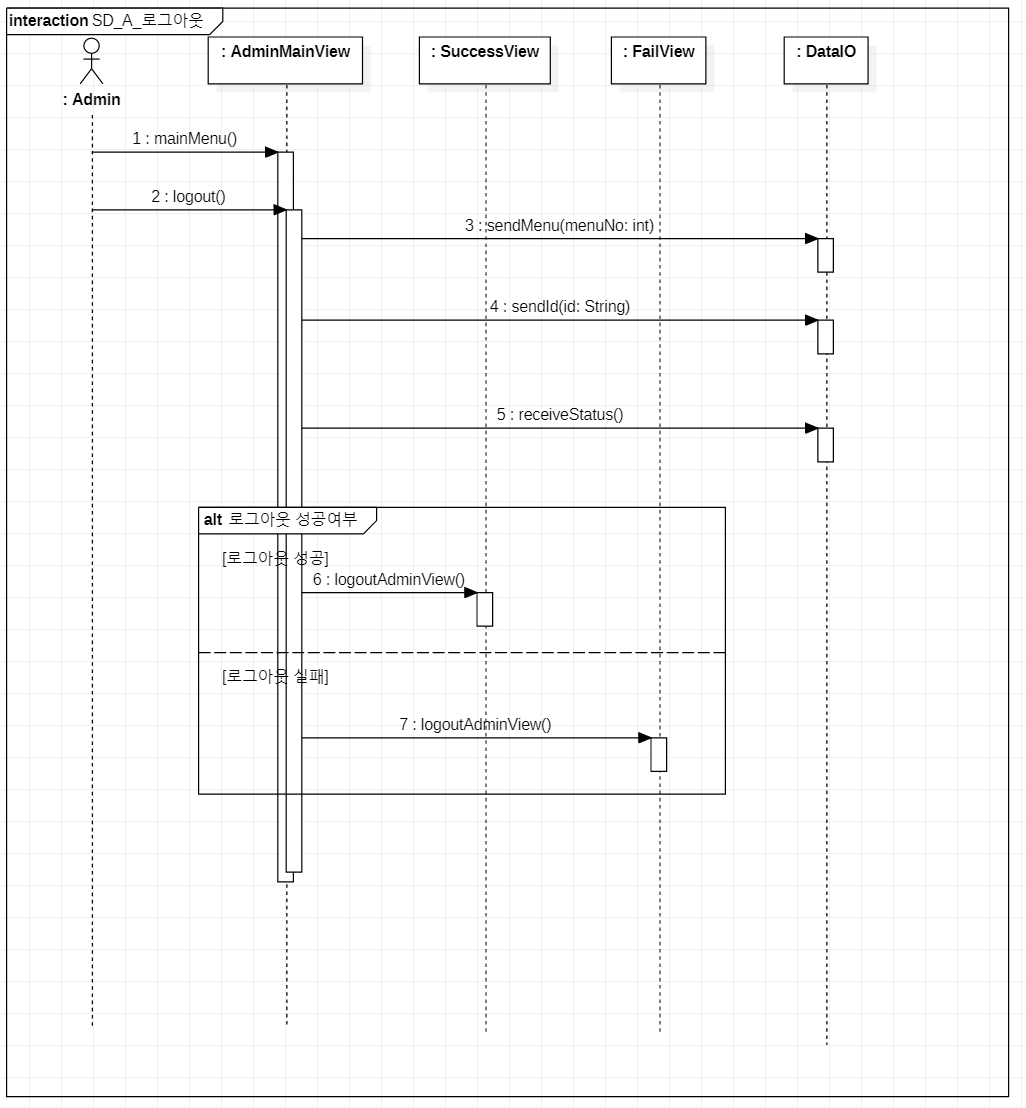 interaction SD_A_로그아웃
: Admin
: AdminMainView
: SuccessView
: FailView
: DataIO
1 : mainMenu()
2 : logout()
3 : sendMenu(menuNo: int)
4 : sendId(id: String)
5 : receiveStatus()
alt 로그아웃 성공여부
[로그아웃 성공]
6 : logoutAdminView()
[로그아웃 실패]
7 : logoutAdminView()